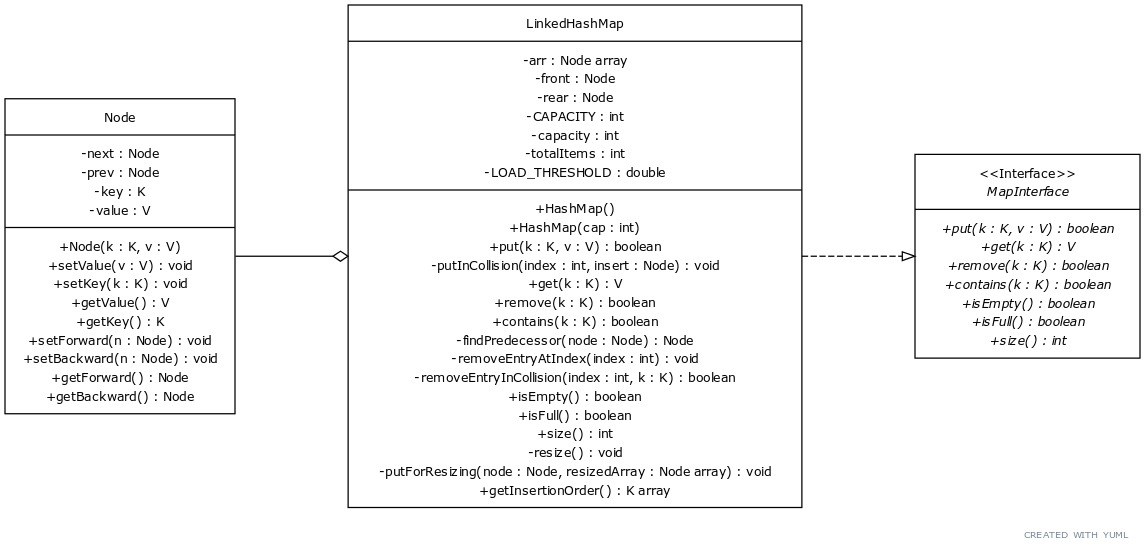 Node
-next : Node
-prev : Node
-key : K
-value : V
+Node(k : K, v : V)
+setValue(v : V) : void
+setKey(k : K) : void
+getValue() : V
+getKey() : K
+setForward(n : Node) : void
+setBackward(n : Node) : void
+getForward() : Node
+getBackward() : Node
LinkedHashMap
-arr : Node array
-front : Node
-rear : Node
-CAPACITY : int
-capacity : int
-totalItems : int
-LOAD_THRESHOLD : double
+HashMap()
+HashMap(cap : int)
+put(k : K, v : V) : boolean
-putInCollision(index : int, insert : Node) : void
+get(k : K) : V
+remove(k : K) : boolean
+contains(k : K) : boolean
-findPredecessor(node : Node) : Node
-removeEntryAtIndex(index : int) : void
-removeEntryInCollision(index : int, k : K) : boolean
+isEmpty() : boolean
+isFull() : boolean
+size() : int
-resize() : void
-putForResizing(node : Node, resizedArray : Node array) : void
+getInsertionOrder() : K array
<<Interface>>
MapInterface
+put(k : K, v : V) : boolean
+get(k : K) : V
+remove(k : K) : boolean
+contains(k : K) : boolean
+isEmpty() : boolean
+isFull() : boolean
+size() : int
CREATED WITH YUML